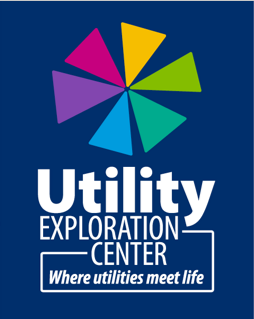 Utility
EXPLORATION
CENTER
Where utilities meet life